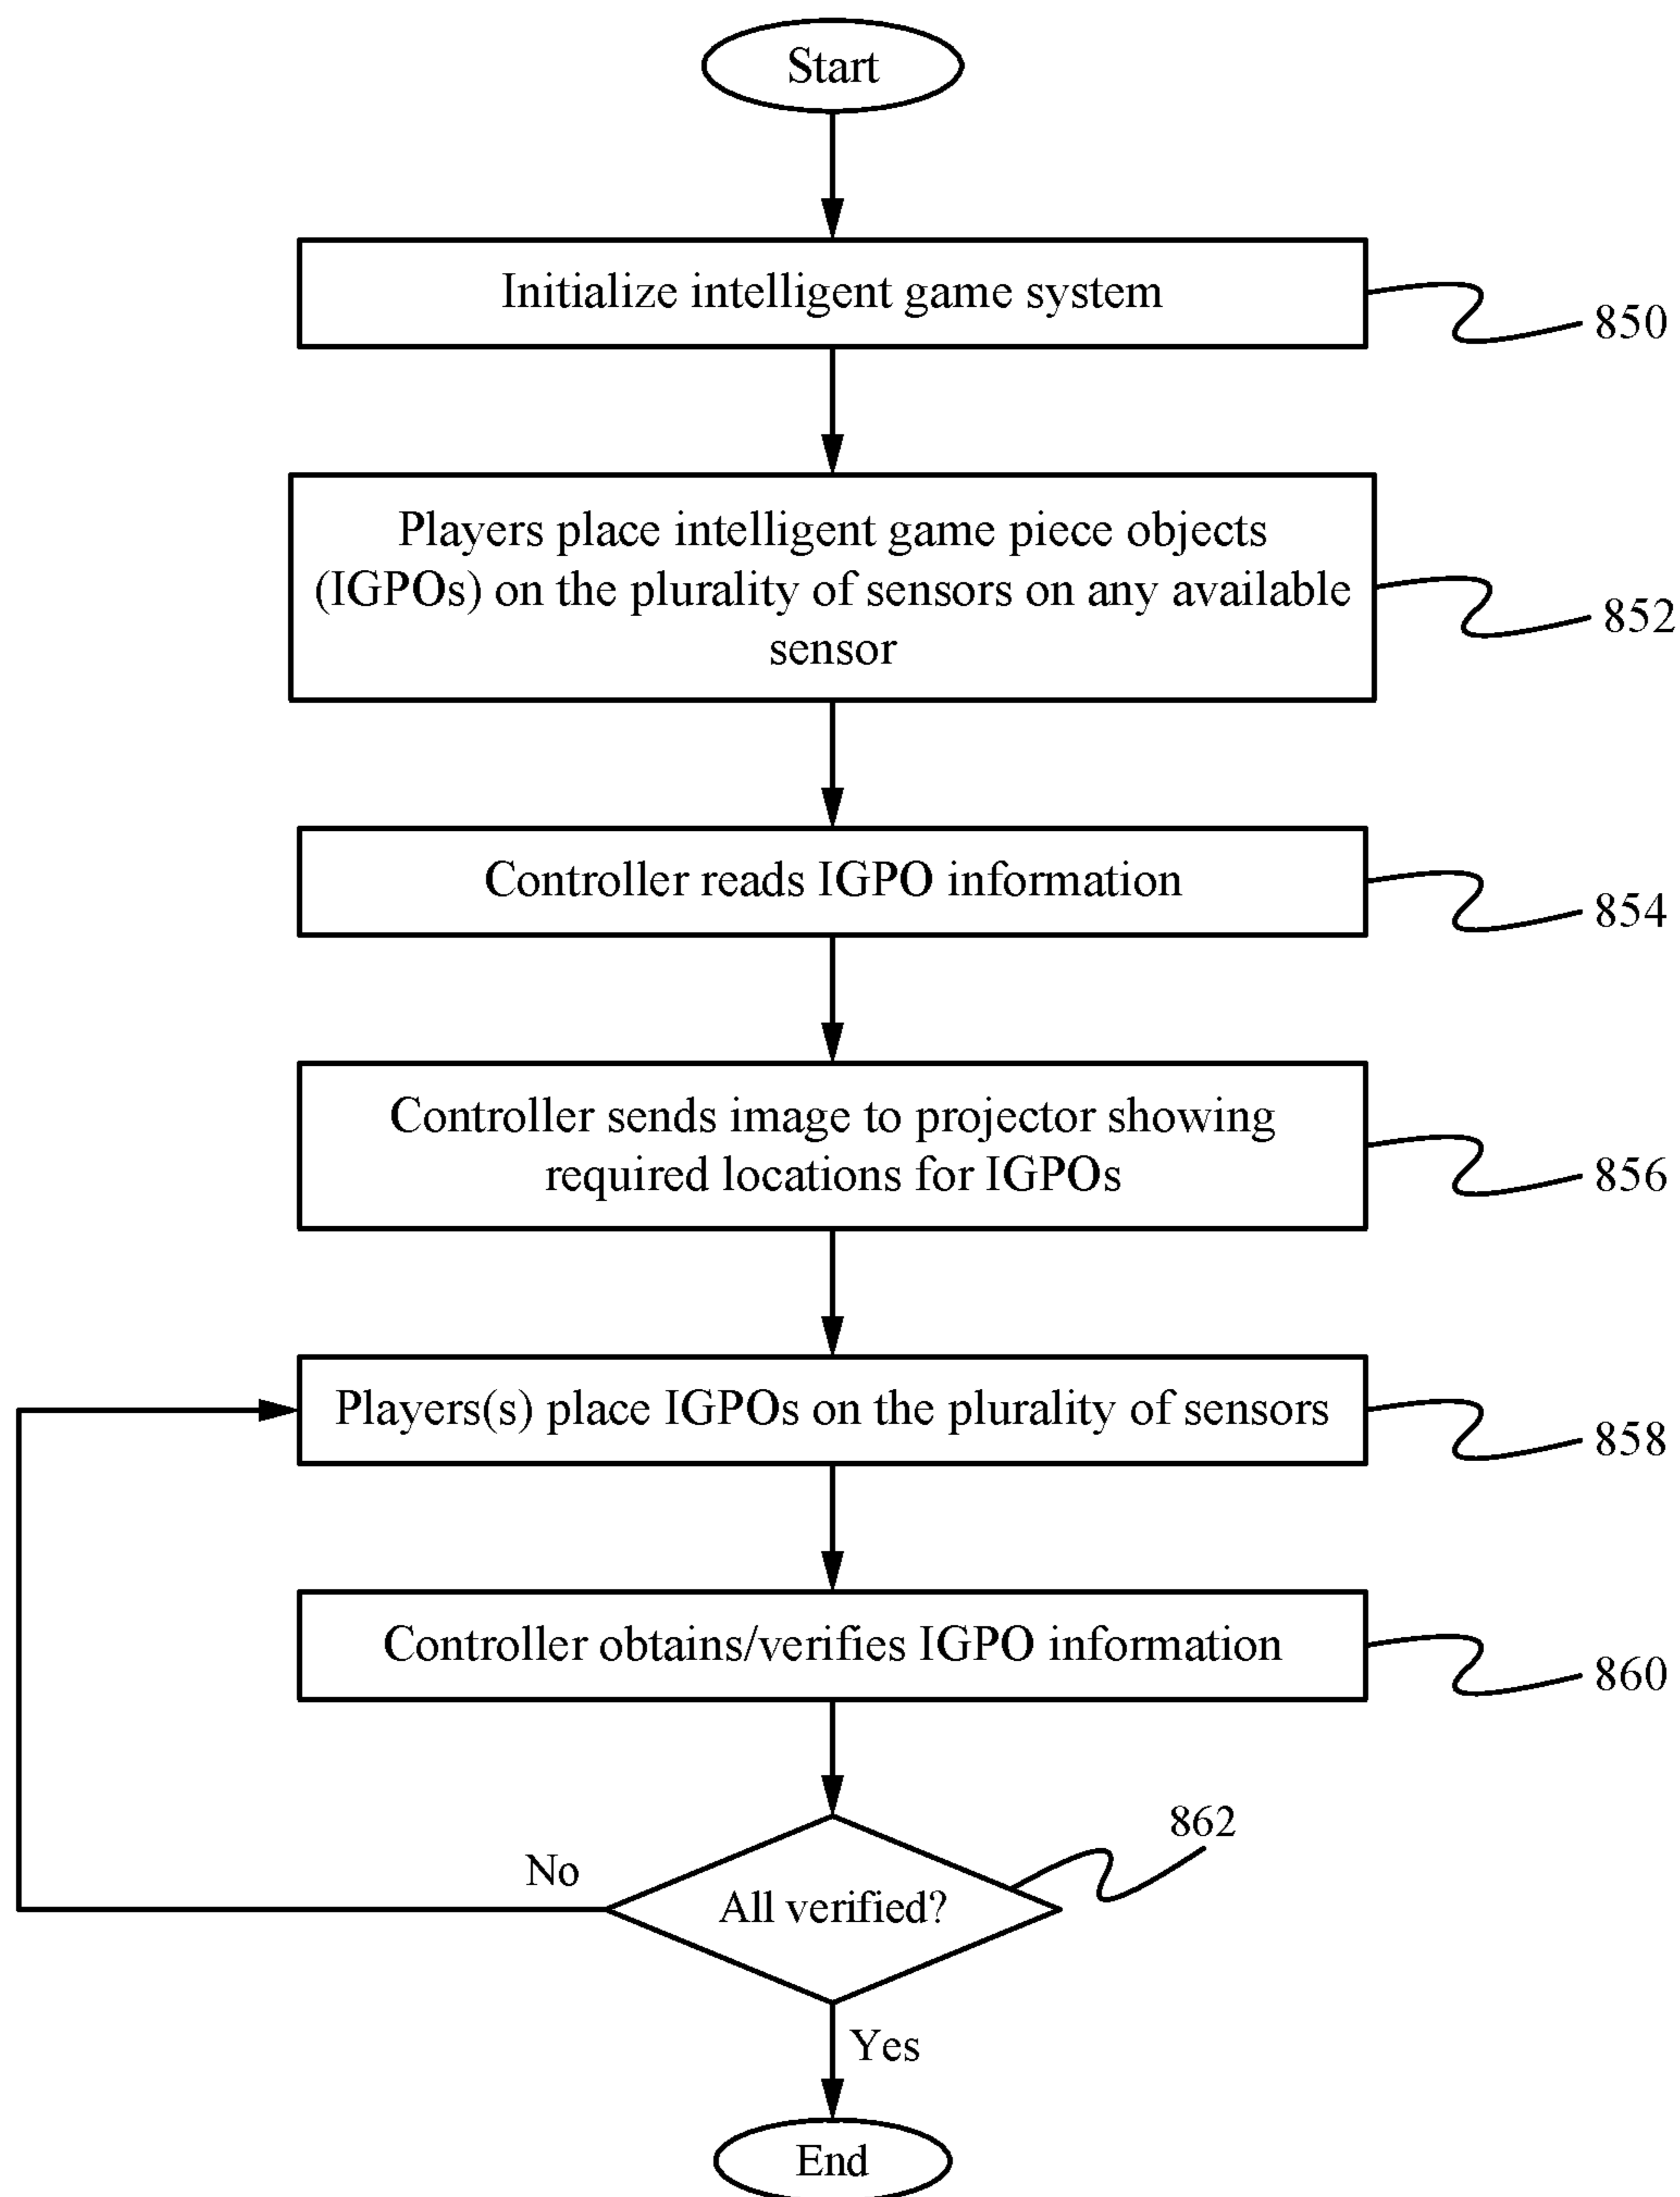 Start
Initialize intelligent game system
850
Players place intelligent game piece objects
(IGPOs) on the plurality of sensors on any available
sensor
852
Controller reads IGPO information
854
Controller sends image to projector showing
required locations for IGPOs
856
Players(s) place IGPOs on the plurality of sensors
858
Controller obtains/verifies IGPO information
860
862
No
All verified?
Yes
End